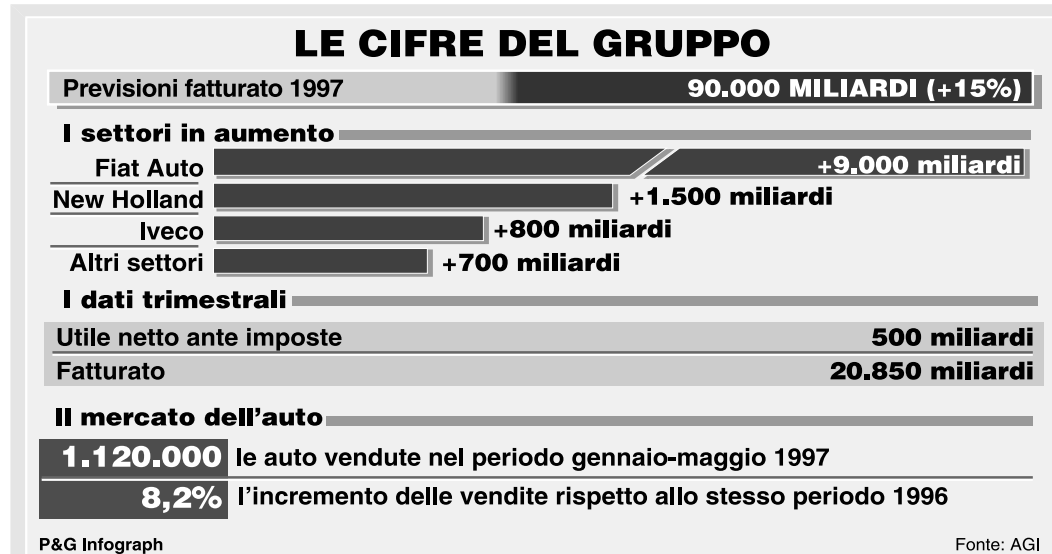 LE CIFRE DEL GRUPPO
Previsioni fatturato 1997 90.000 MILIARDI (+15%)
I settori in aumento
Fiat Auto +9.000 miliardi
New Holland +1.500 miliardi
Iveco +800 miliardi
Altri settori +700 miliardi
I dati trimestrali
Utile netto ante imposte 500 miliardi
Fatturato 20.850 miliardi
Il mercato dell'auto
1.120.000 le auto vendute nel periodo gennaio-maggio 1997
8,2% l'incremento delle vendite rispetto allo stesso periodo 1996
P&G Infograph Fonte: AGI